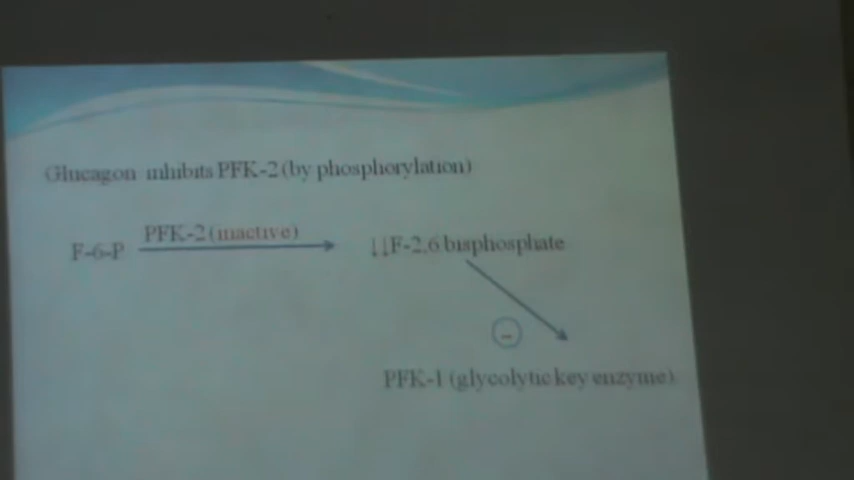 Glucagon inhibits PFK-2 (by phosphorylation)
PFK-2 (inactive)
F-6-P
↓↓F-2,6 bisphosphate
-
PFK-1 (glycolytic key enzyme)